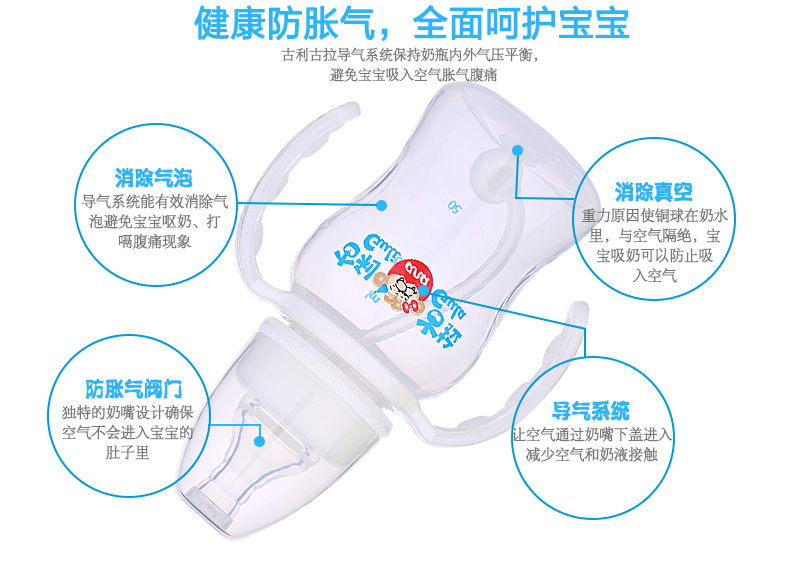 健康防胀气，全面呵护宝宝
古利古拉导气系统保持奶瓶内外气压平衡，
避免宝宝吸入空气胀气腹痛
消除气泡
导气系统能有效消除气
泡避免宝宝呕奶、打
嗝腹痛现象
消除真空
重力原因使铜球在奶水
里，与空气隔绝，宝
宝吸奶可以防止吸
入空气
50
防胀气阀门
独特的奶嘴设计确保
空气不会进入宝宝的
肚子里
导气系统
让空气通过奶嘴下盖进入
减少空气和奶液接触